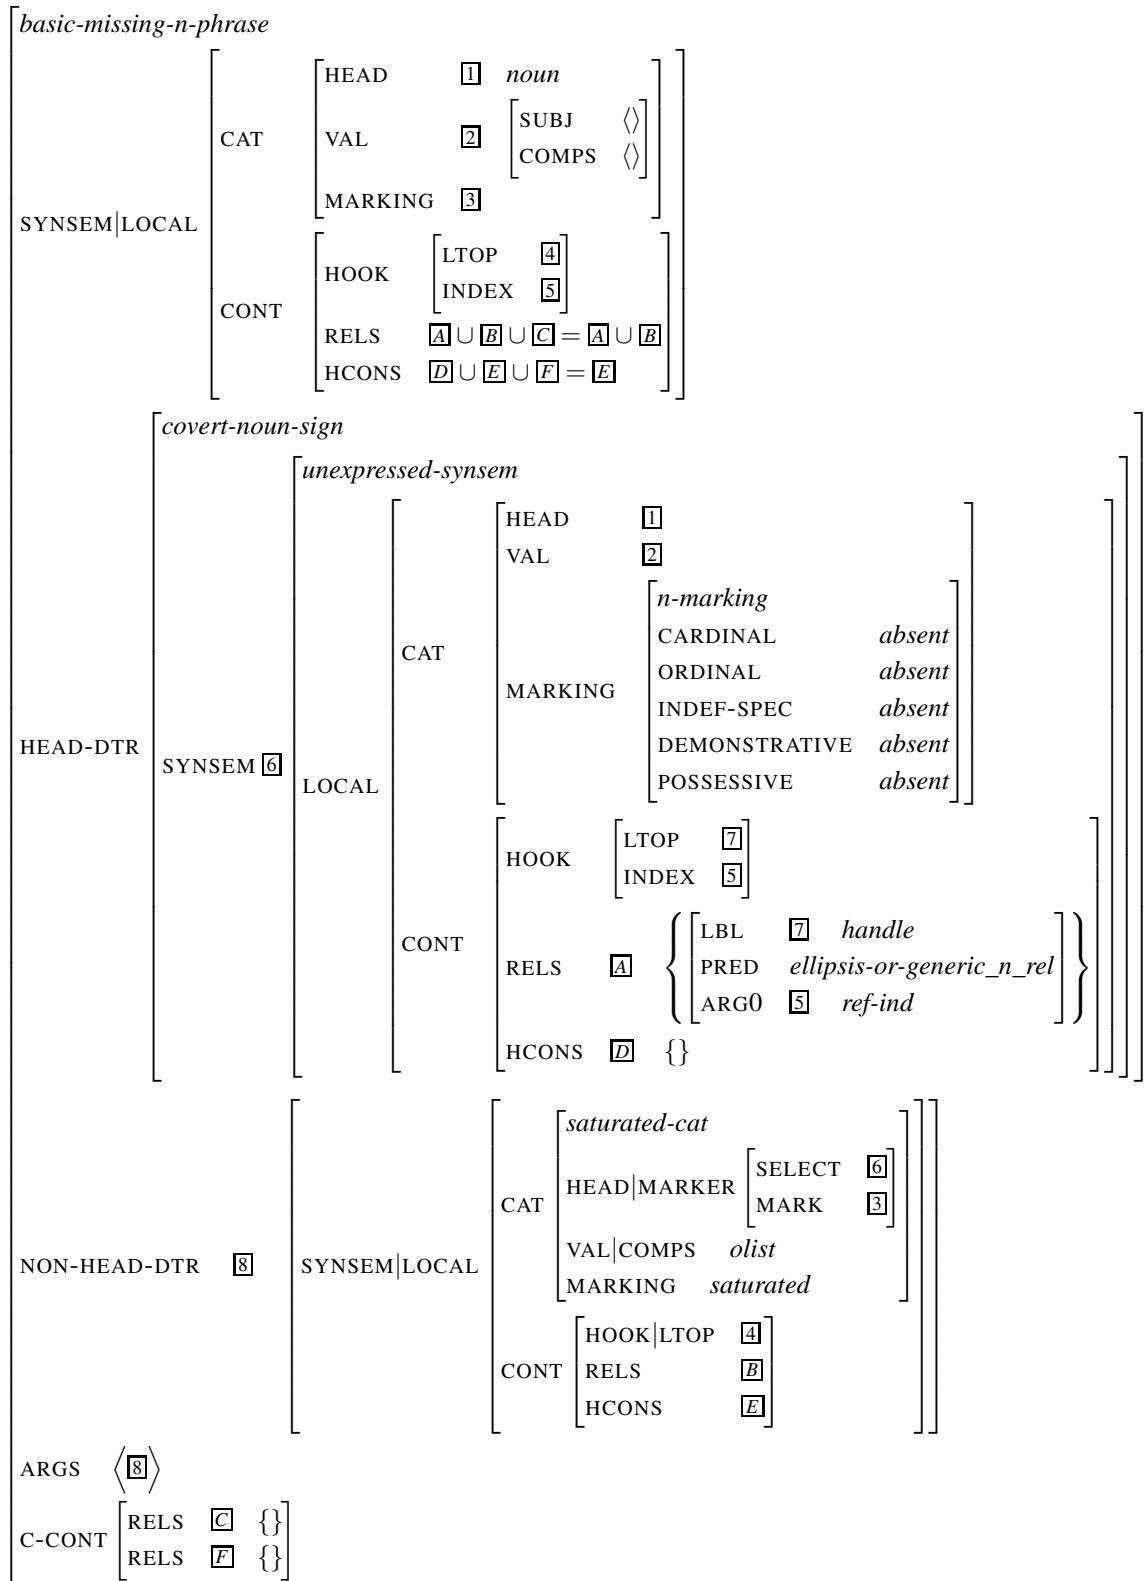 basic-missing-n-phrase
SYNSEM|LOCAL
CAT
HEAD 1 noun
VAL 2
SUBJ ⟨⟩
COMPS ⟨⟩
MARKING 3
CONT
HOOK
LTOP 4
INDEX 5
RELS A ∪ B ∪ C = A ∪ B
HCONS D ∪ E ∪ F = E
HEAD-DTR
covert-noun-sign
SYNSEM 6
unexpressed-synsem
LOCAL
CAT
HEAD 1
VAL 2
MARKING
n-marking
CARDINAL absent
ORDINAL absent
INDEF-SPEC absent
DEMONSTRATIVE absent
POSSESSIVE absent
CONT
HOOK
LTOP 7
INDEX 5
RELS A
LBL 7 handle
PRED ellipsis-or-generic_n_rel
ARG0 5 ref-ind
HCONS D {}
NON-HEAD-DTR 8
SYNSEM|LOCAL
CAT
saturated-cat
HEAD|MARKER
SELECT 6
MARK 3
VAL|COMPS olist
MARKING saturated
CONT
HOOK|LTOP 4
RELS B
HCONS E
ARGS ⟨8⟩
C-CONT
RELS C {}
RELS F {}